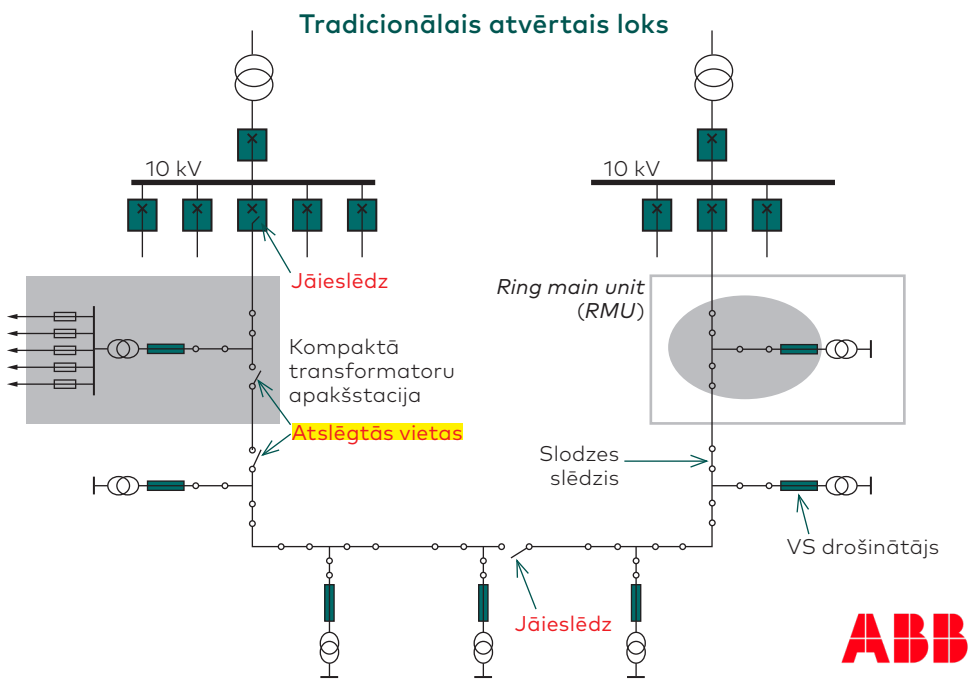 Tradicionālais atvērtais loks
10 kV
10 kV
Jāieslēdz
Ring main unit
(RMU)
Kompaktā
transformatoru
apakšstacija
Atslēgtās vietas
Slodzes
slēdzis
VS drošinātājs
Jāieslēdz
ABB